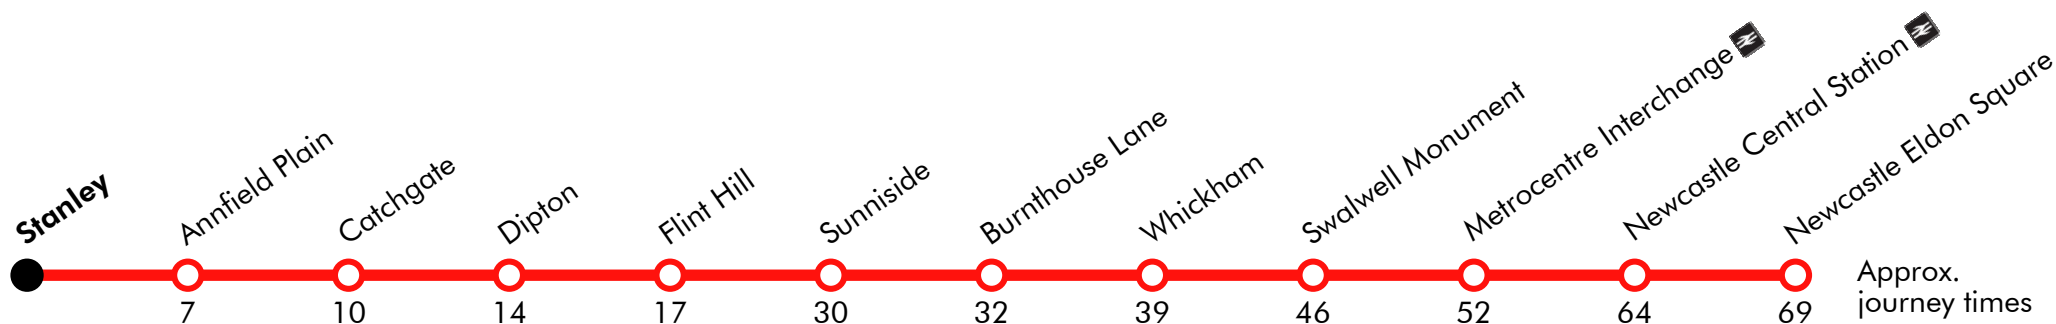 Stanley
Annfield Plain
Catchgate
Dipton
Flint Hill
Sunniside
Burnthouse Lane
Whickham
Swalwell Monument
Metrocentre Interchange
Newcastle Central Station
Newcastle Eldon Square
7 10 14 17 30 32 39 46 52 64 69
Approx.
journey times